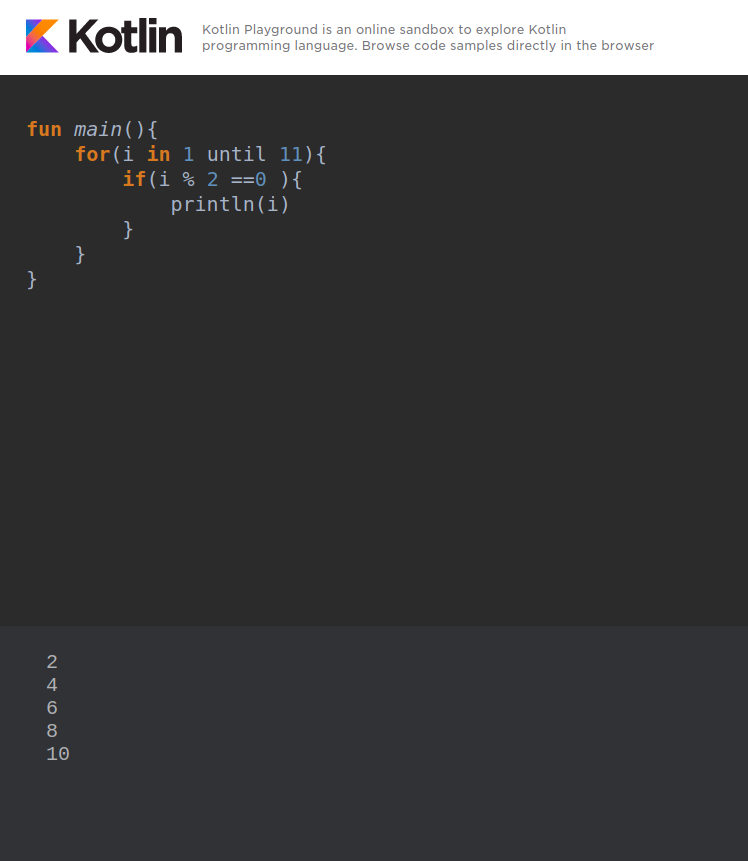 Kotlin
Kotlin Playground is an online sandbox to explore Kotlin
programming language. Browse code samples directly in the browser
fun main(){
    for(i in 1 until 11){
        if(i % 2 ==0 ){
            println(i)
        }
    }
}
2
4
6
8
10